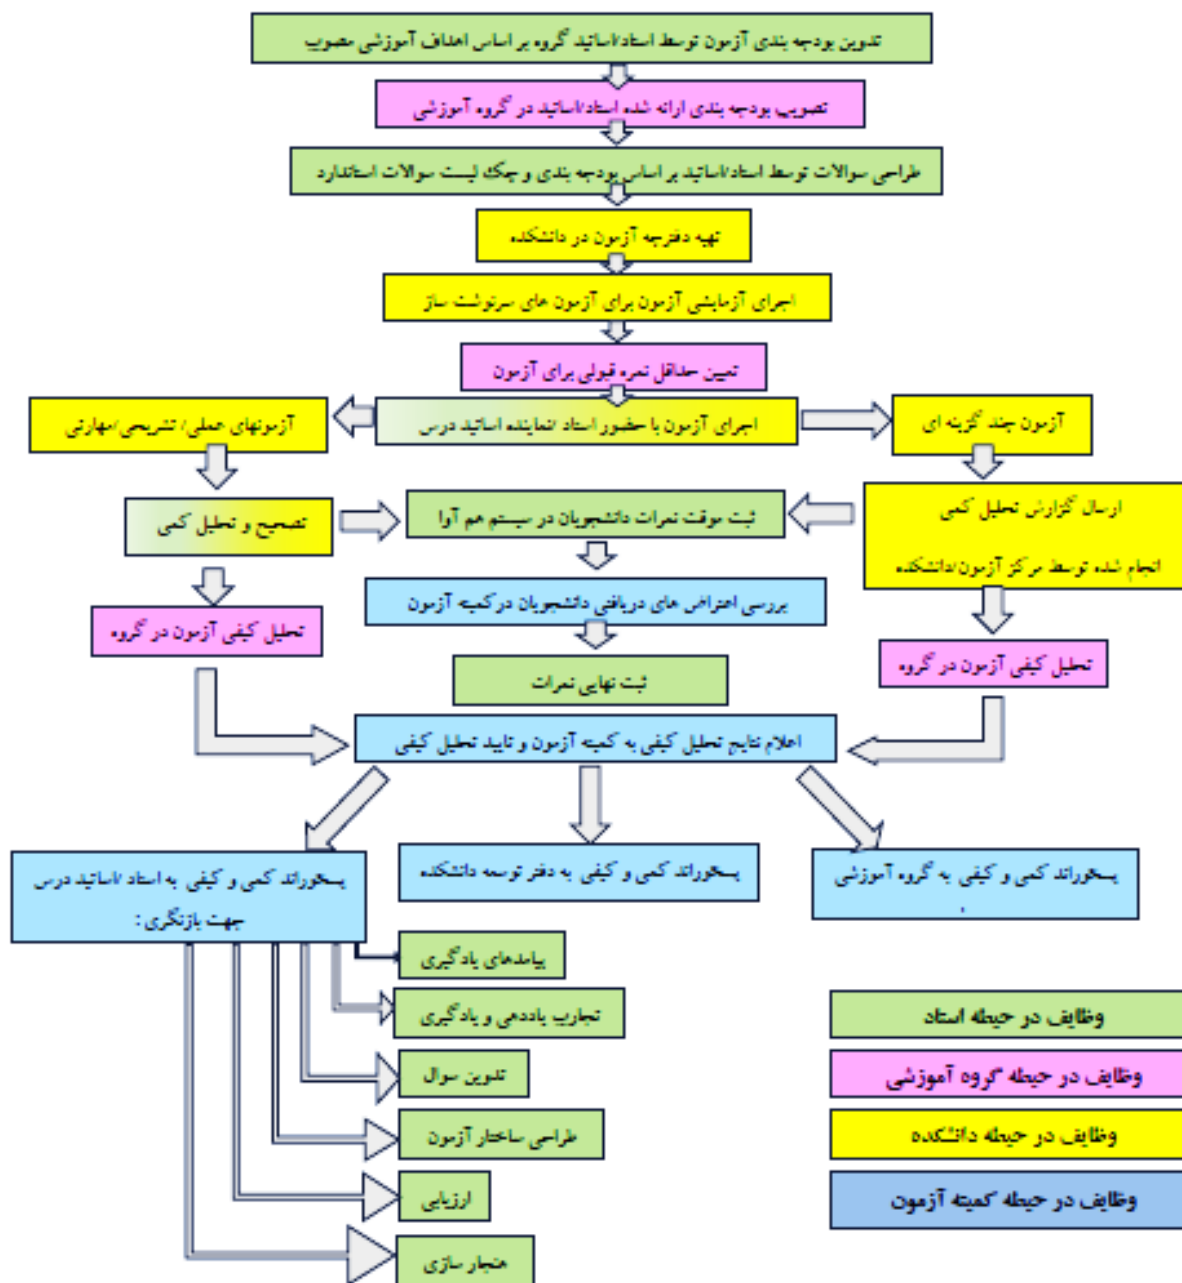 تدوین بودجه بندی آزمون توسط استاد/اساتید گروه بر اساس اهداف آموزشی مصوب
تصویب بودجه بندی ارائه شده استاد/اساتید در گروه آموزشی
طراحی سوالات توسط استاد/اساتید بر اساس بودجه بندی و چک لیست سوالات استاندارد
تهیه دفترچه آزمون در دانشکده
اجرای آزمایشی آزمون برای آزمون های سرنوشت ساز
تعیین حداقل نمره قبولی برای آزمون
اجرای آزمون با حضور استاد /نماینده اساتید درس
آزمون چند گزینه ای
آزمونهای عملی/ تشریحی/مهارتی
ارسال گزارش تحلیل کمی
انجام شده توسط مرکز آزمون/دانشکده
ثبت موقت نمرات دانشجویان در سیستم هم آوا
تصحیح و تحلیل کمی
بررسی اعتراض های دریافتی دانشجویان در کمیته آزمون
تحلیل کیفی آزمون در گروه
تحلیل کیفی آزمون در گروه
ثبت نهایی نمرات
اعلام نتایج تحلیل کیفی به کمیته آزمون و تایید تحلیل کیفی
پسخوراند کمی و کیفی به گروه آموزشی
پسخوراند کمی و کیفی به دفتر توسعه دانشکده
پسخوراند کمی و کیفی به استاد /اساتید درس
جهت بازنگری :
پیامدهای یادگیری
تجارب یاددهی و یادگیری
تدوین سوال
طراحی ساختار آزمون
ارزیابی
هنجار سازی
وظایف در حیطه استاد
وظایف در حیطه گروه آموزشی
وظایف در حیطه دانشکده
وظایف در حیطه کمیته آزمون